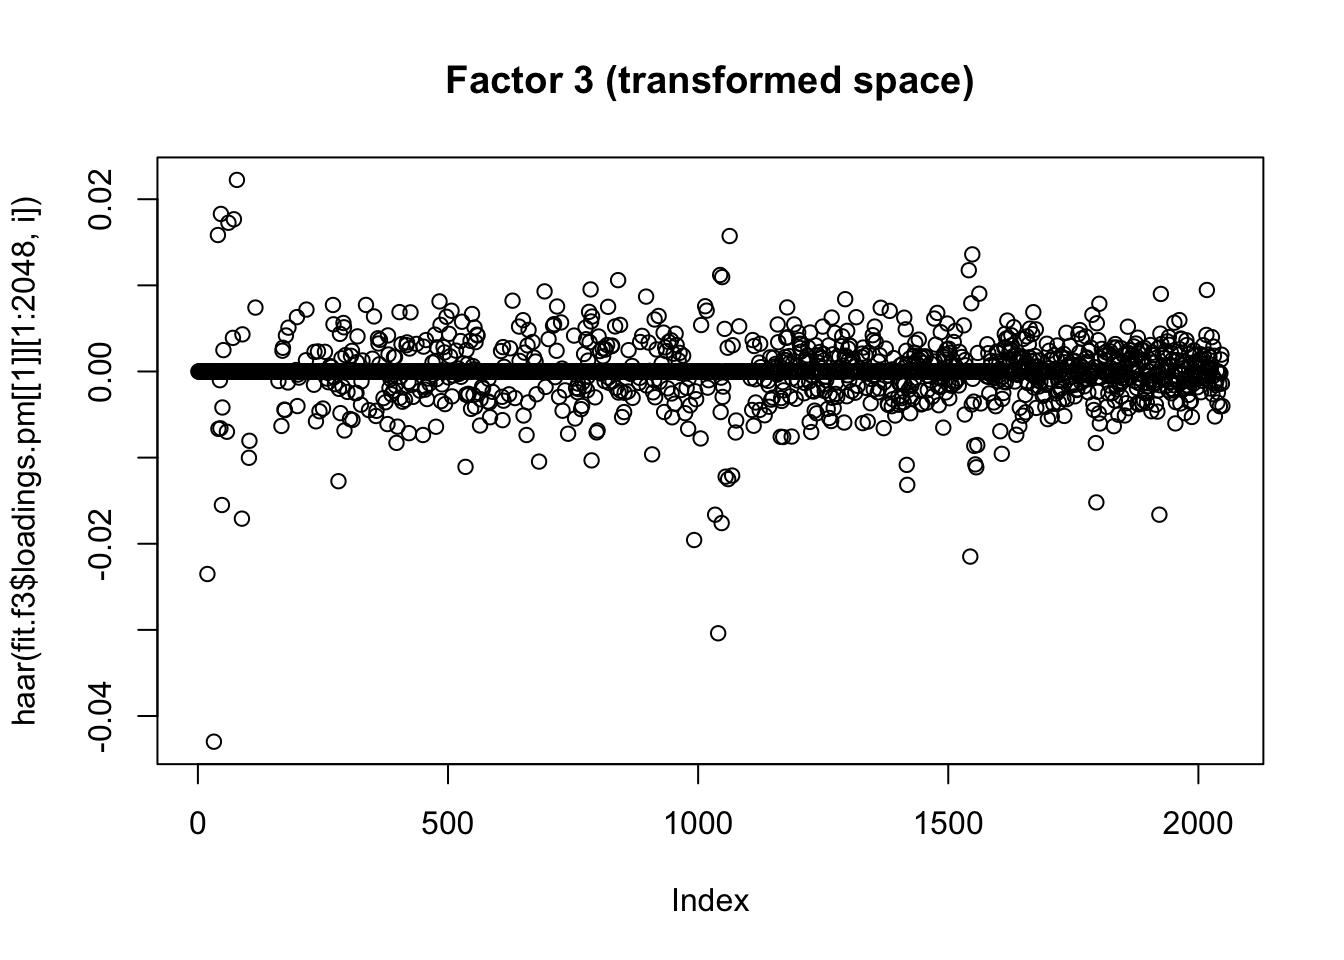 Factor 3 (transformed space)
haar(fit.f3$loadings.pm[[1]][1:2048, i])
0.02
0.00
-0.02
-0.04
0 500 1000 1500 2000
Index